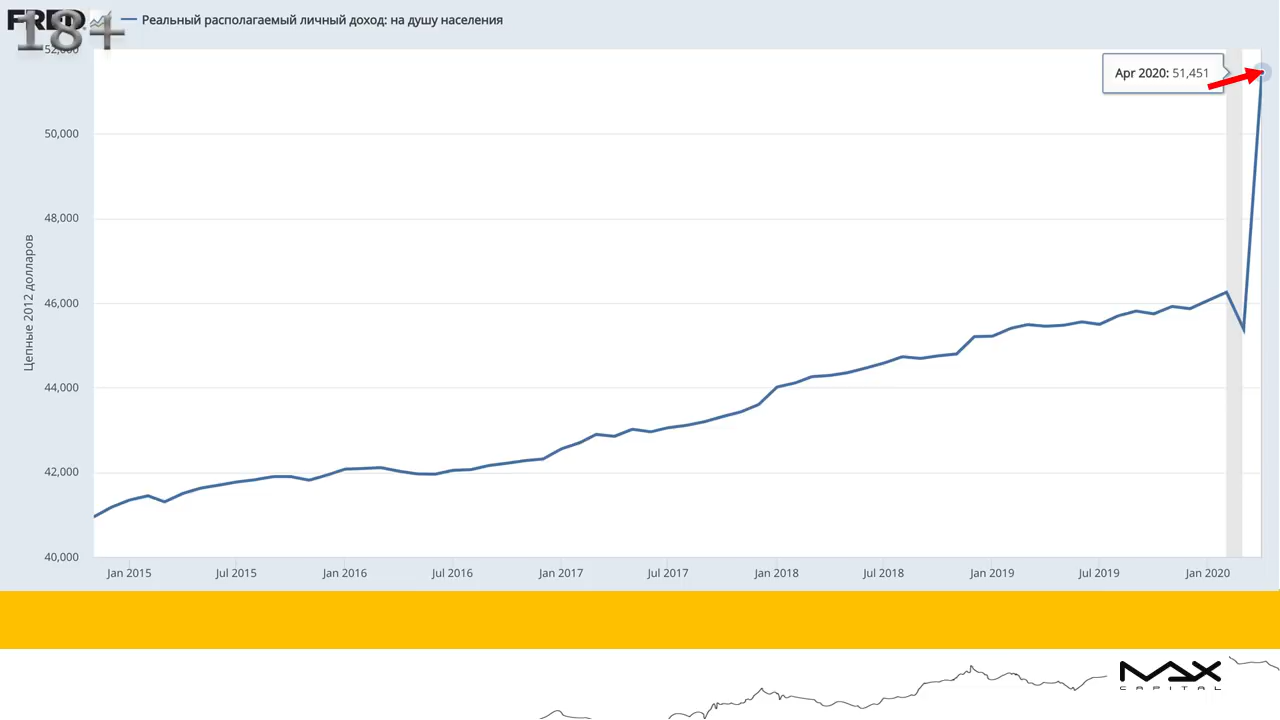 FRED
18+
Реальный располагаемый личный доход: на душу населения
52,000
Apr 2020: 51,451
50,000
48,000
46,000
44,000
42,000
40,000
Цепные 2012 долларов
Jan 2015
Jul 2015
Jan 2016
Jul 2016
Jan 2017
Jul 2017
Jan 2018
Jul 2018
Jan 2019
Jul 2019
Jan 2020
MAX
CAPITAL